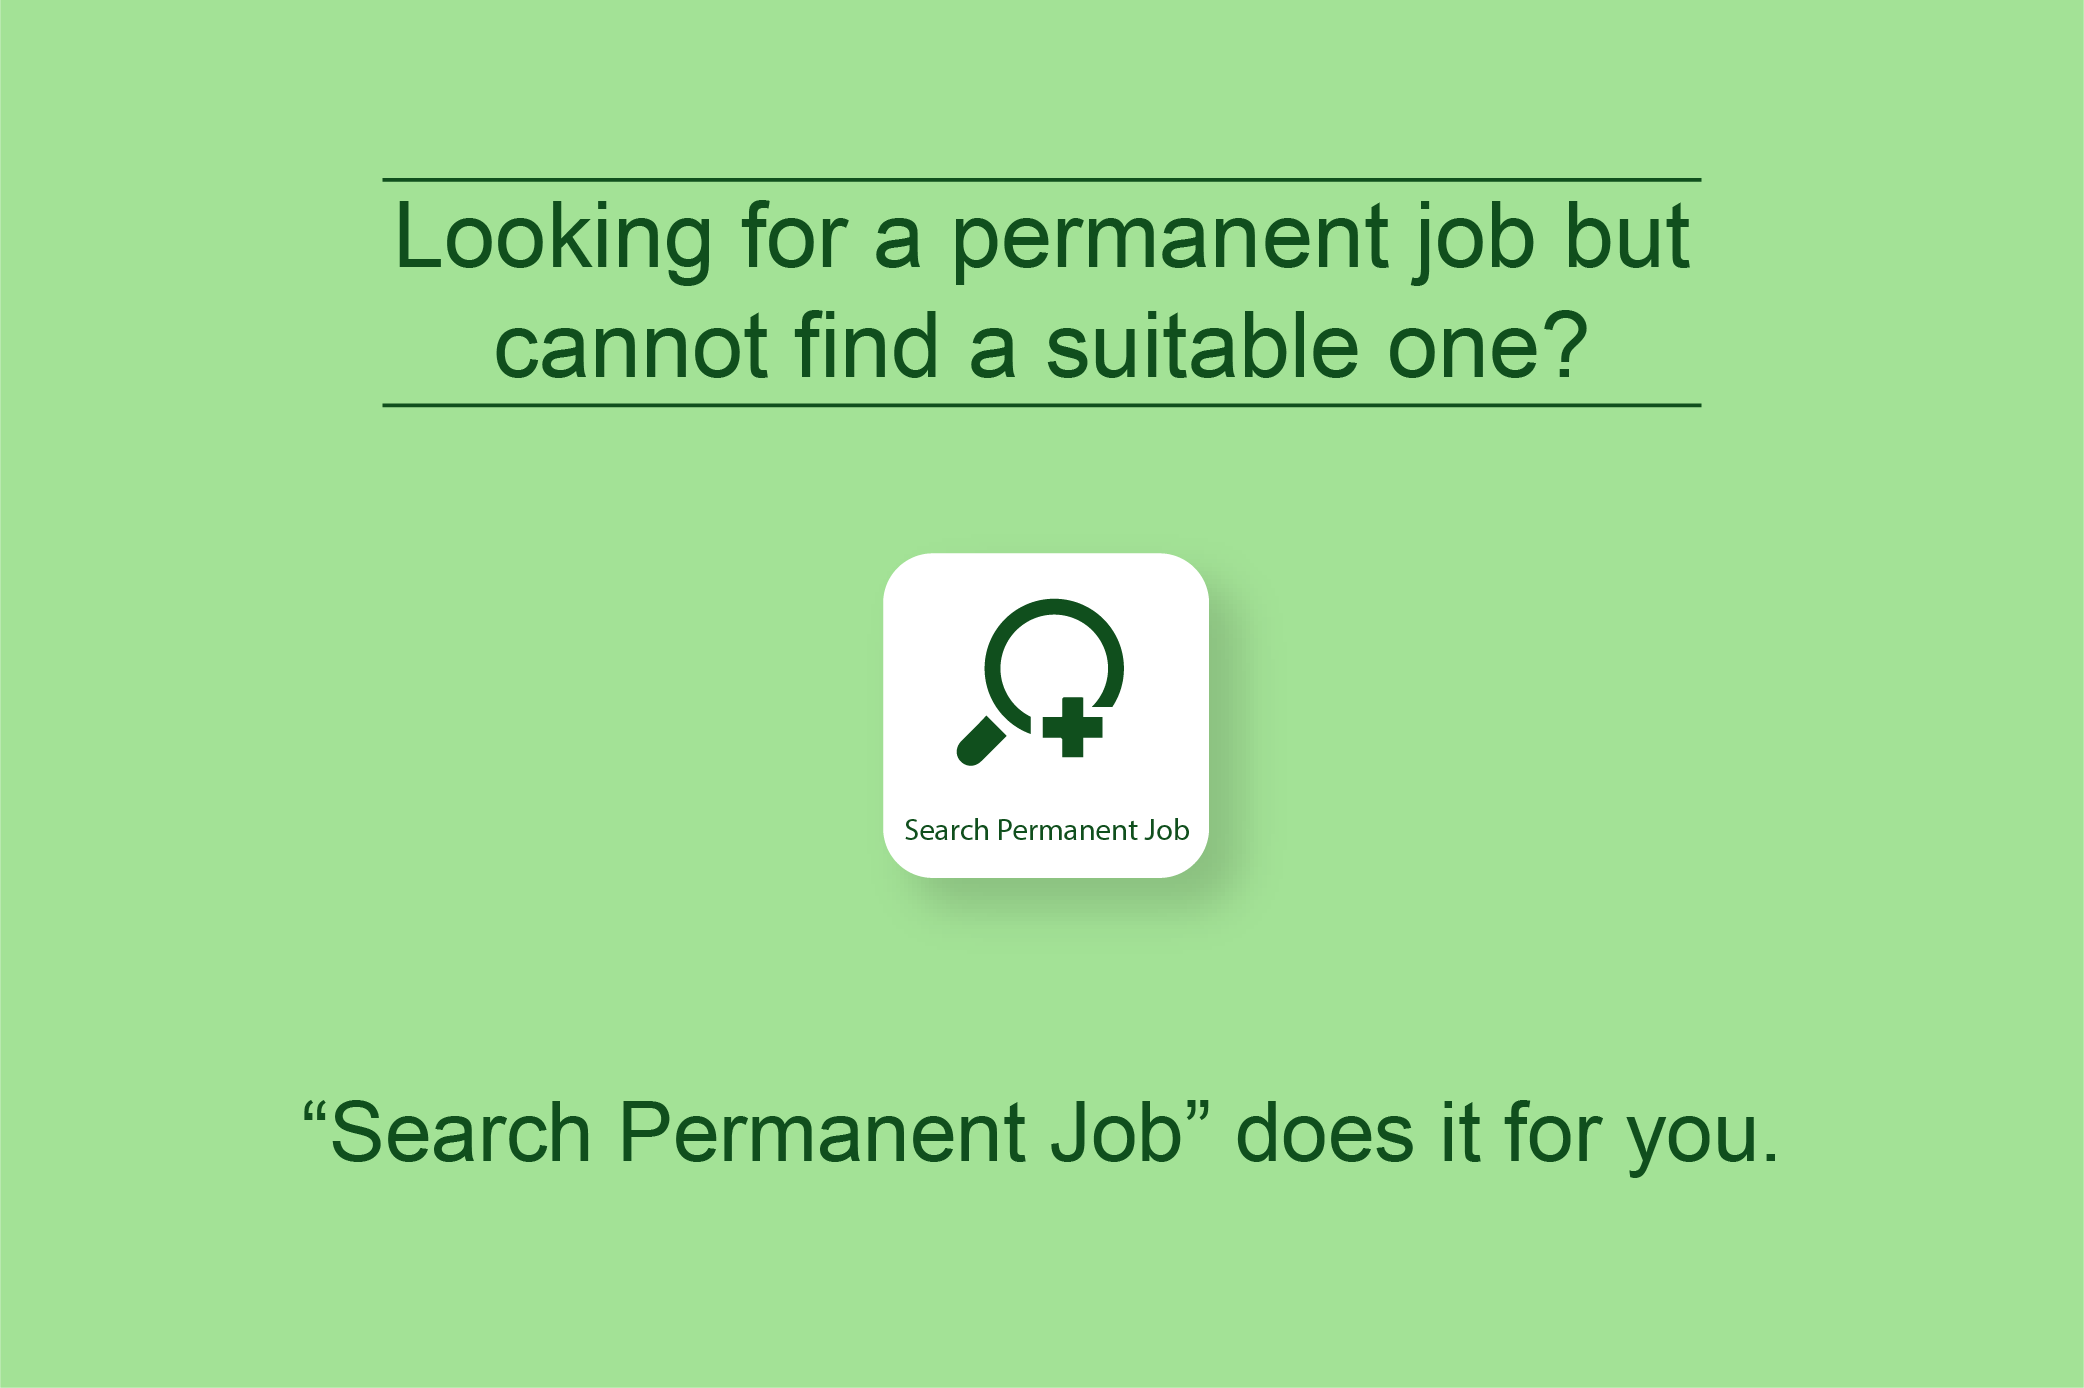 Looking for a permanent job but
cannot find a suitable one?
Search Permanent Job
“Search Permanent Job” does it for you.